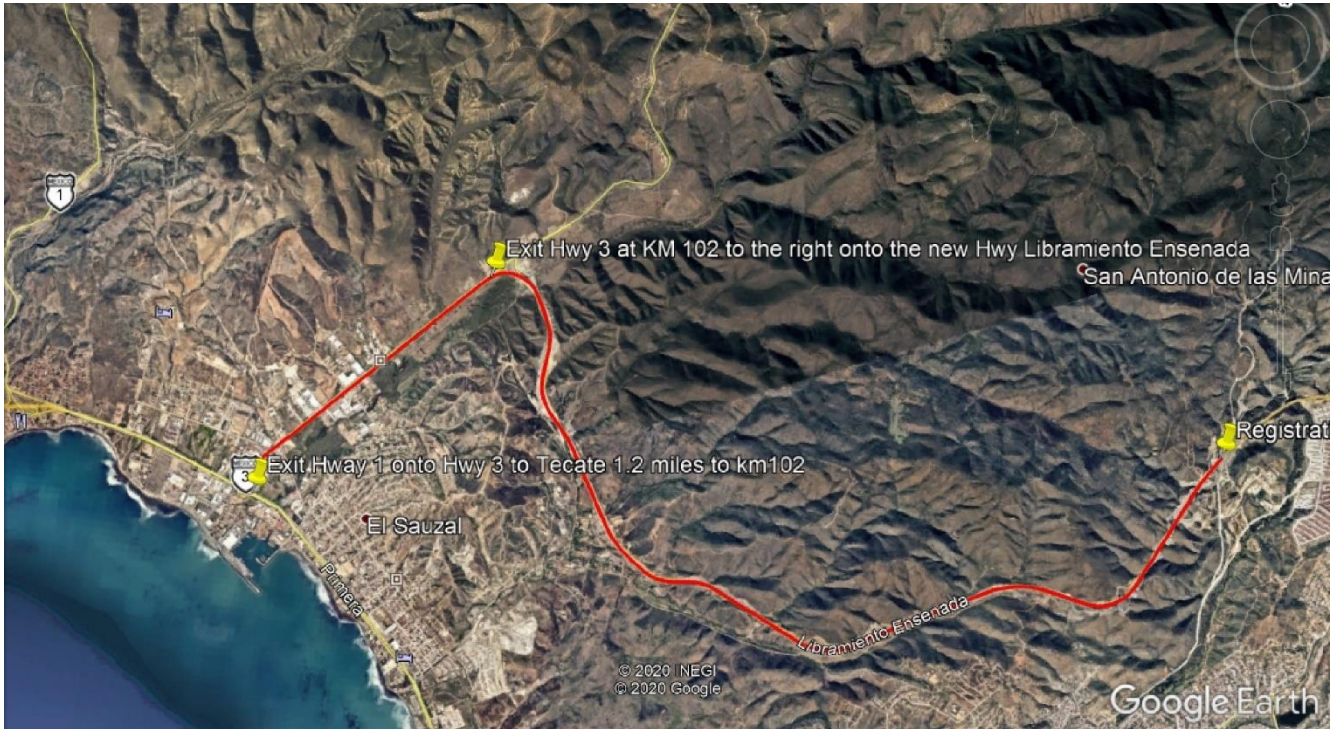 MEXICO
1
Exit Hwy 3 at KM 102 to the right onto the new Hwy Libramiento Ensenada
San Antonio de las Mina
Registrat
MEXICO
3
Exit Hway 1 onto Hwy 3 to Tecate 1.2 miles to km102
El Sauzal
Primera
Libramiento Ensenada
© 2020 INEGI
© 2020 Google
Google Earth